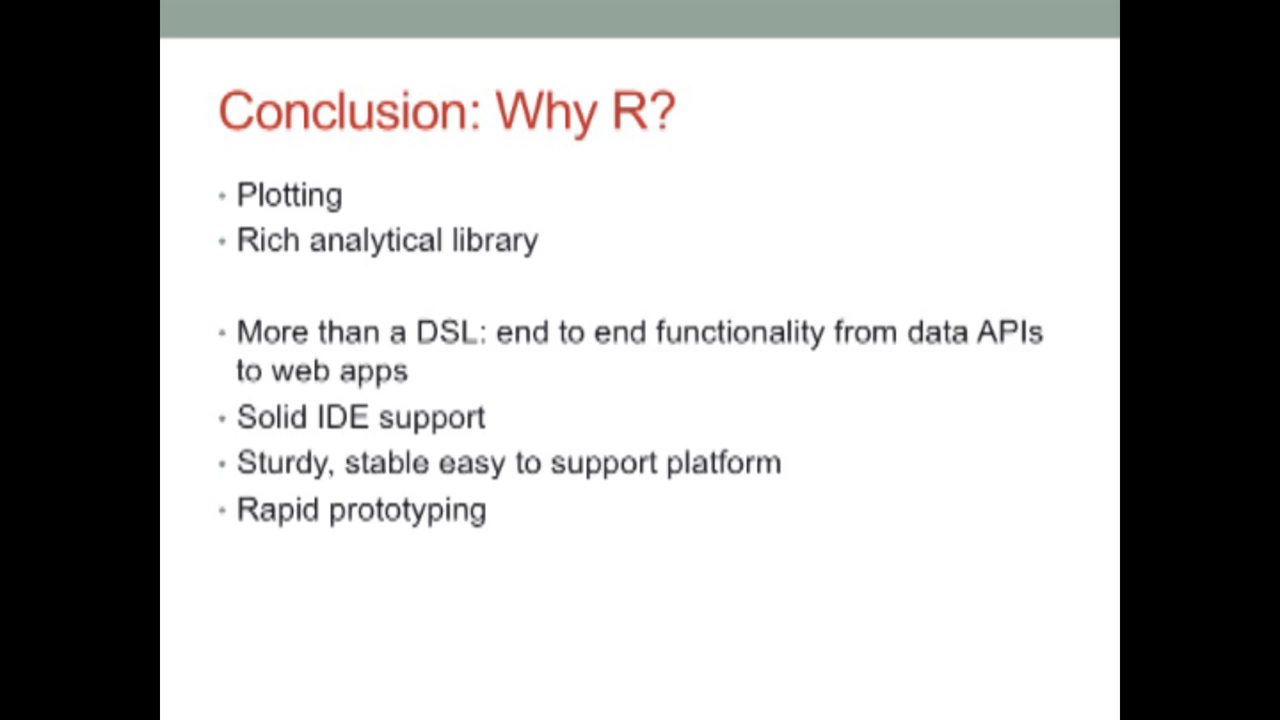 Conclusion: Why R?
• Plotting
• Rich analytical library
• More than a DSL: end to end functionality from data APIs
to web apps
• Solid IDE support
• Sturdy, stable easy to support platform
• Rapid prototyping